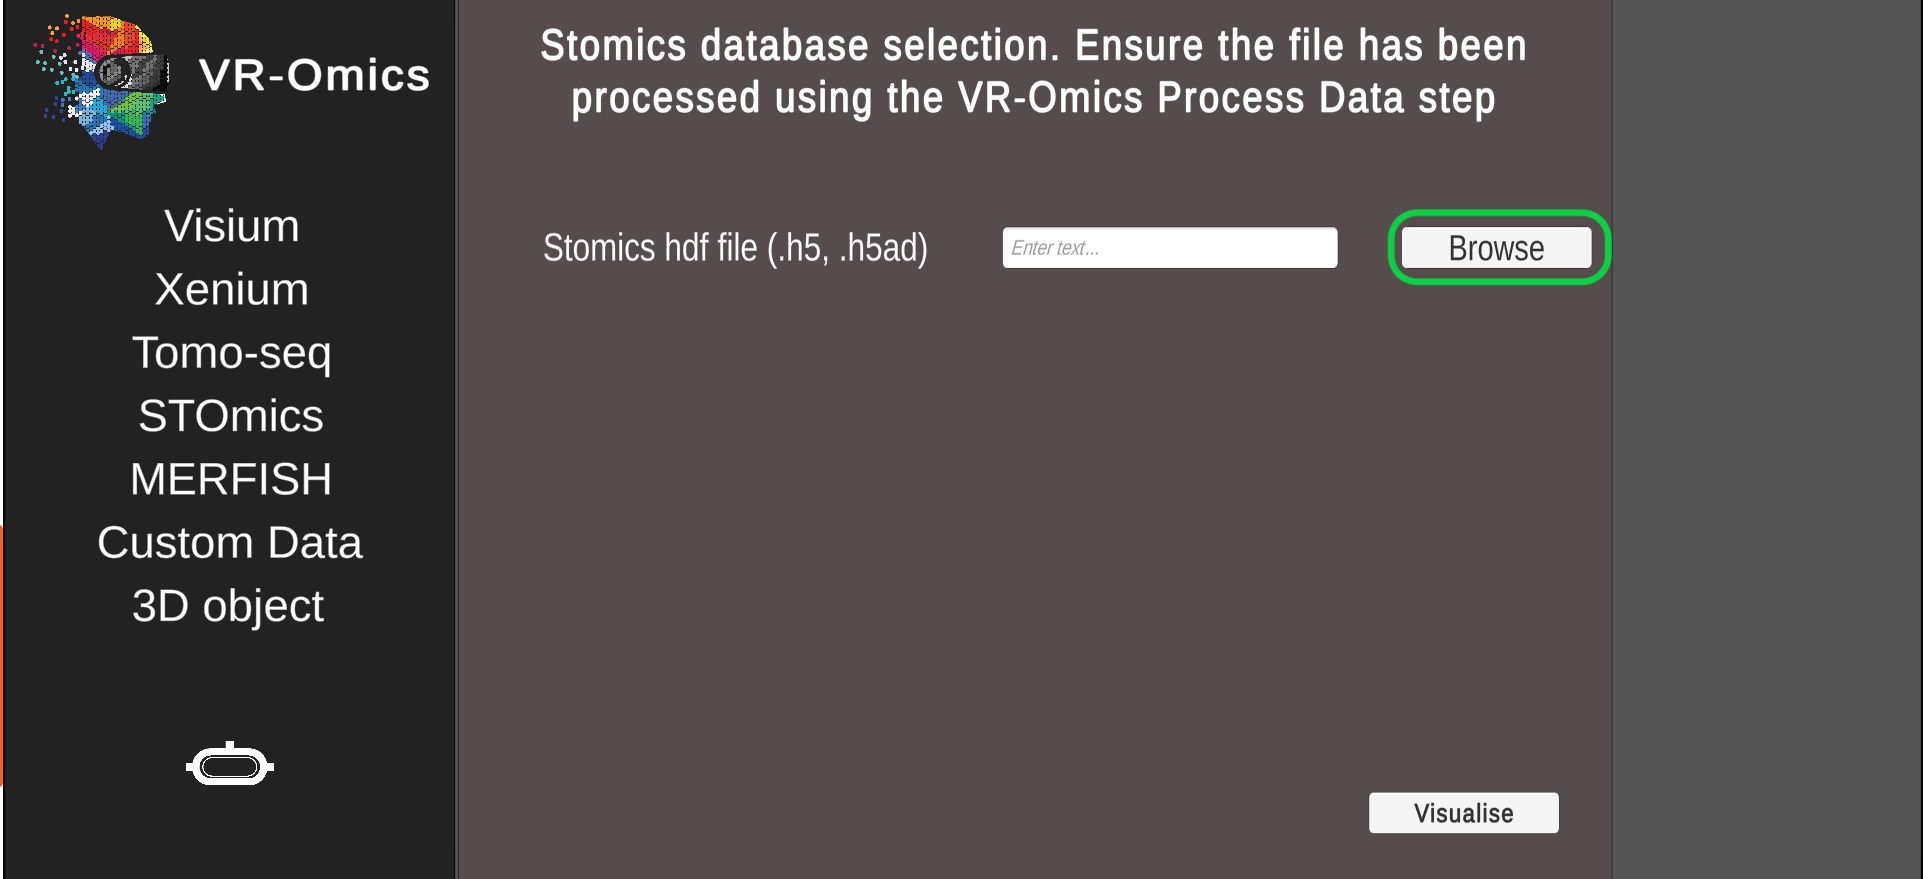 VR-Omics
Visium
Xenium
Tomo-seq
STOmics
MERFISH
Custom Data
3D object
Stomics database selection. Ensure the file has been
processed using the VR-Omics Process Data step
Stomics hdf file (.h5, .h5ad)
Enter text...
Browse
Visualise